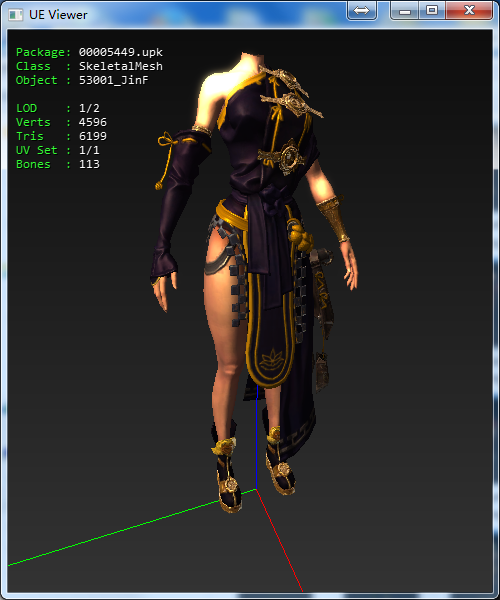 UE Viewer
Package: 00005449.upk
Class : SkeletalMesh
Object : 53001_JinF
LOD : 1/2
Verts : 4596
Tris : 6199
UV Set : 1/1
Bones : 113